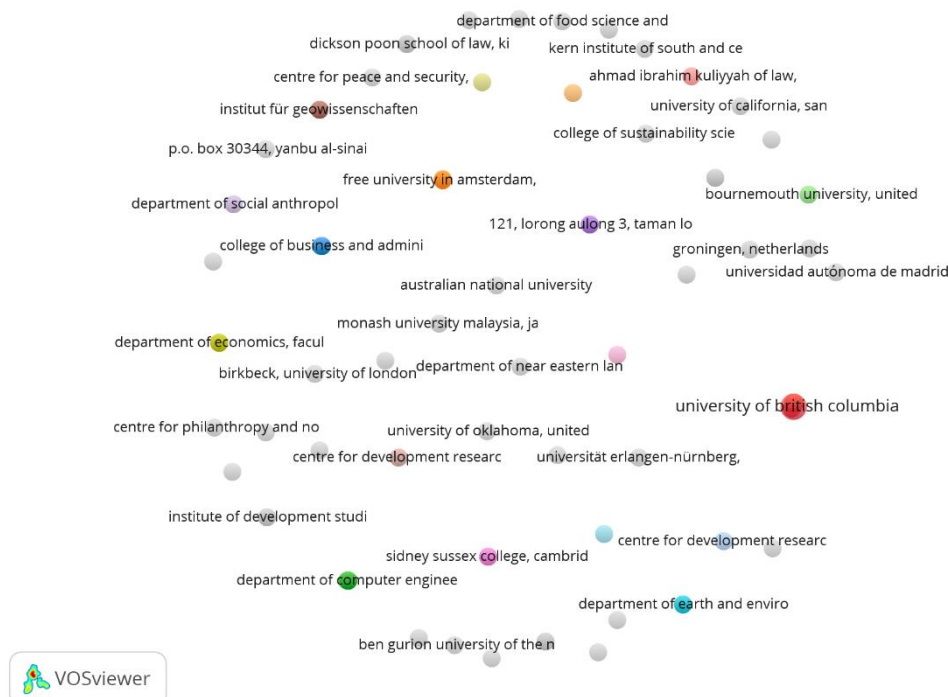 department of food science and
dickson poon school of law, ki
kern institute of south and ce
centre for peace and security,
ahmad ibrahim kuliyyah of law,
institut für geowissenschaften
university of california, san
college of sustainability scie
p.o. box 30344, yanbu al-sinai
free university in amsterdam,
bournemouth university, united
department of social anthropol
121, lorong aulong 3, taman lo
college of business and admini
groningen, netherlands
universidad autónoma de madrid
australian national university
monash university malaysia, ja
department of economics, facul
birkbeck, university of london
department of near eastern lan
university of british columbia
centre for philanthropy and no
university of oklahoma, united
centre for development researc
universität erlangen-nürnberg,
institute of development studi
centre for development researc
sidney sussex college, cambrid
department of computer enginee
department of earth and enviro
ben gurion university of the n
VOSviewer